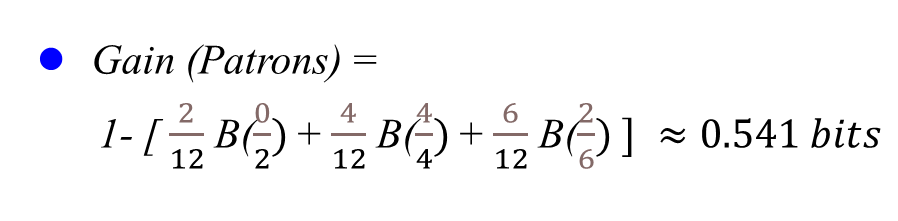 ● Gain (Patrons) =
1- [ 2/12 B(0/2) + 4/12 B(4/4) + 6/12 B(2/6) ] ≈ 0.541 bits